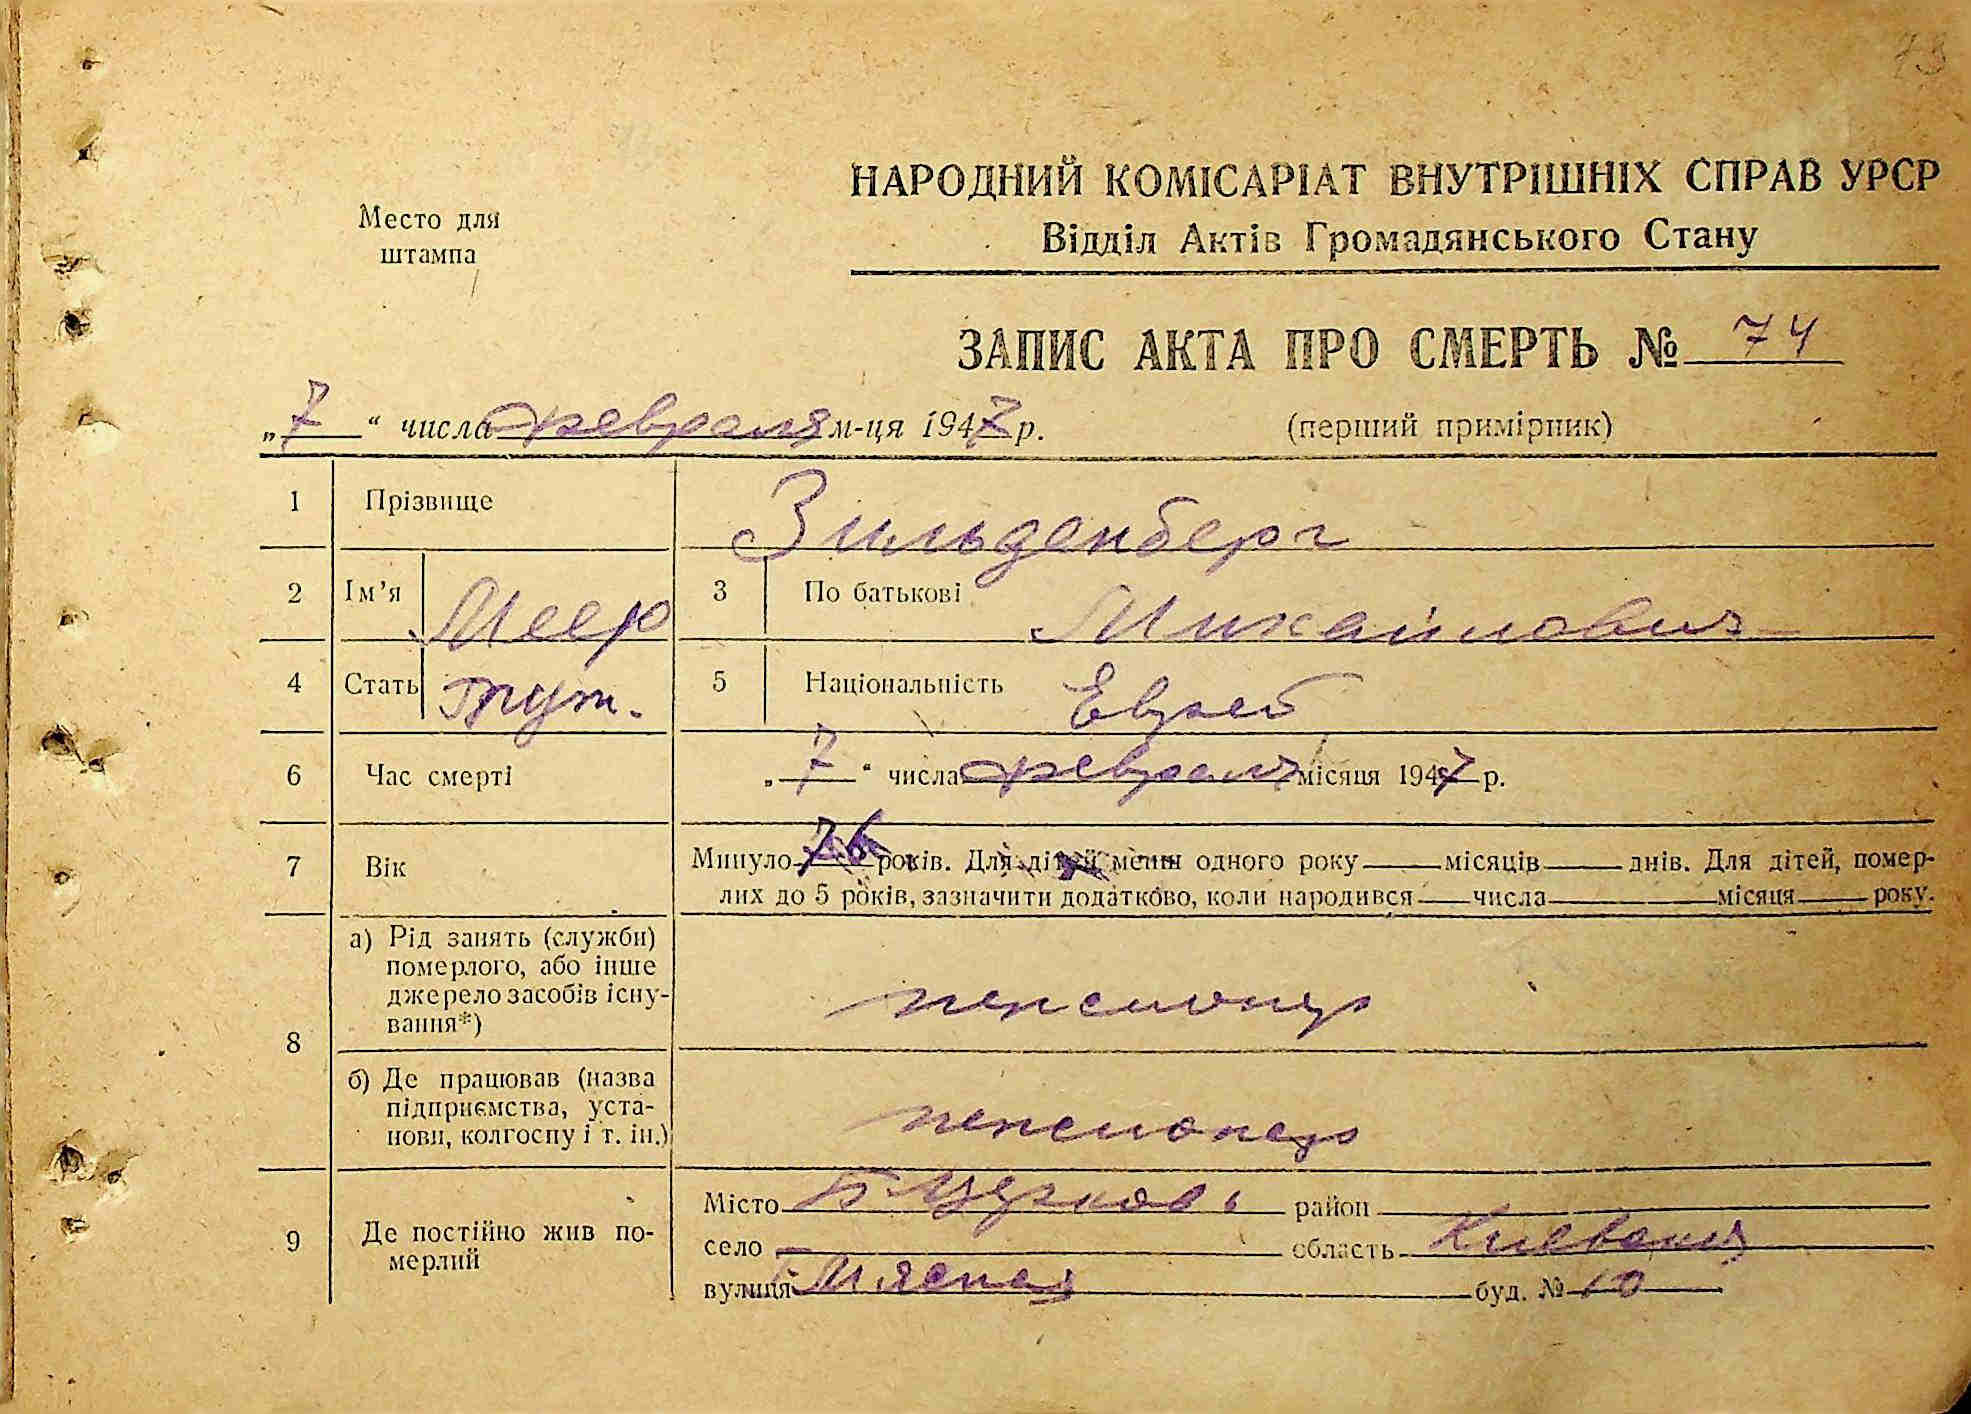 73
НАРОДНИЙ КОМІСАРІАТ ВНУТРІШНІХ СПРАВ УРСР
Место для
штампа
Відділ Актів Громадянського Стану
ЗАПИС АКТА ПРО СМЕРТЬ № 74
„7“ числа февраля м-ця 1947 р. (перший примірник)
1 Прізвище Зильденберг
2 Ім’я Меер 3 По батькові Михайлович
4 Стать муж. 5 Національність Еврей
6 Час смерті „7“ числа февраля місяця 1947 р.
7 Вік Минуло 76 років. Для дітей менш одного року місяців днів. Для дітей, помер-
лих до 5 років, зазначити додатково, коли народився числа місяця року.
8 а) Рід занять (служби)
померлого, або інше
джерело засобів існу-
вання*) пенсионер
б) Де працював (назва
підприємства, уста-
нови, колгоспу і т. ін.) пенсионер
9 Де постійно жив по-
мерлий
Місто Б Церковь район
село область Киевская
вулиця Мясная буд. № 10